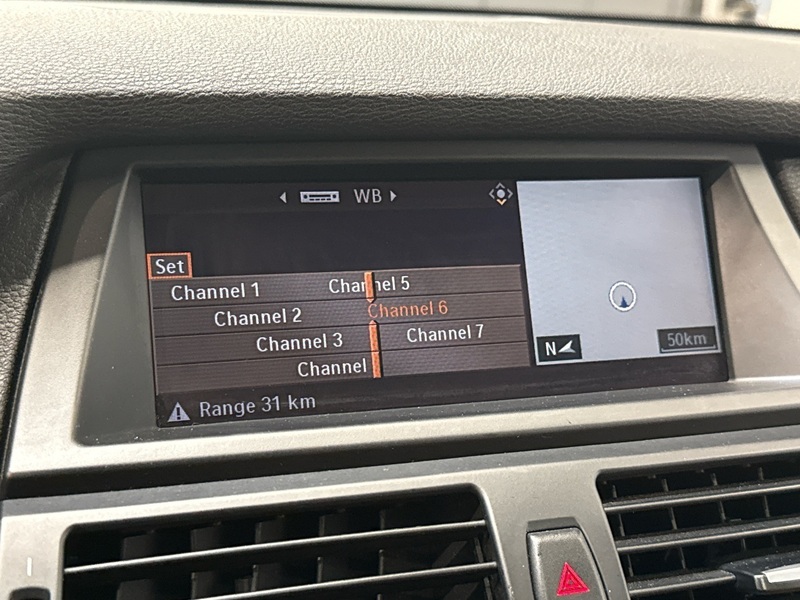 WB
Set
Channel 1
Channel 2
Channel 3
Channel
Channel 5
Channel 6
Channel 7
Range 31 km
N
50km